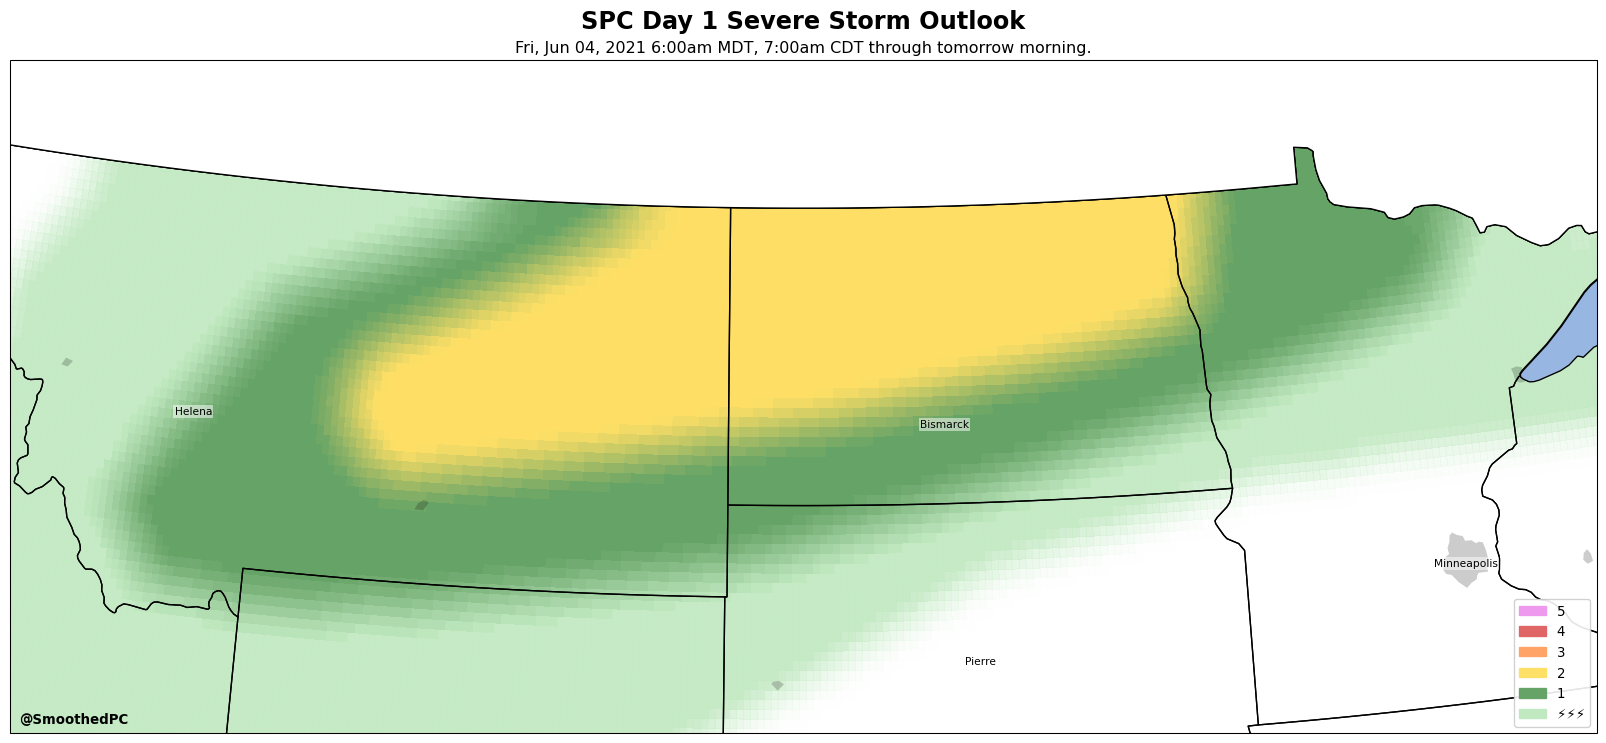 SPC Day 1 Severe Storm Outlook
Fri, Jun 04, 2021 6:00am MDT, 7:00am CDT through tomorrow morning.
Helena
Bismarck
Minneapolis
Pierre
5
4
3
2
1
⚡⚡⚡
@SmoothedPC